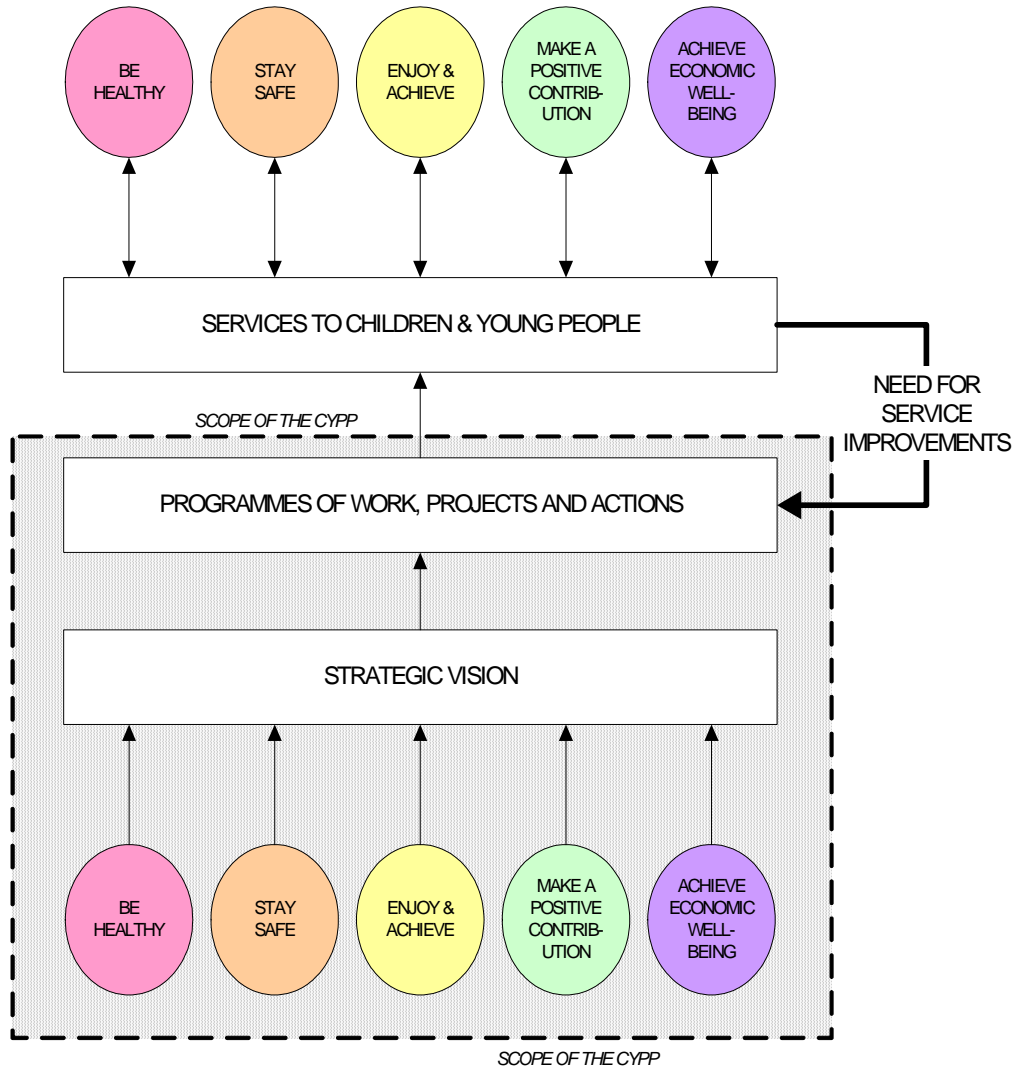 BE
HEALTHY
STAY
SAFE
ENJOY &
ACHIEVE
MAKE A
POSITIVE
CONTRIB-
UTION
ACHIEVE
ECONOMIC
WELL-
BEING
SERVICES TO CHILDREN & YOUNG PEOPLE
NEED FOR
SERVICE
IMPROVEMENTS
SCOPE OF THE CYPP
PROGRAMMES OF WORK, PROJECTS AND ACTIONS
STRATEGIC VISION
BE
HEALTHY
STAY
SAFE
ENJOY &
ACHIEVE
MAKE A
POSITIVE
CONTRIB-
UTION
ACHIEVE
ECONOMIC
WELL-
BEING
SCOPE OF THE CYPP